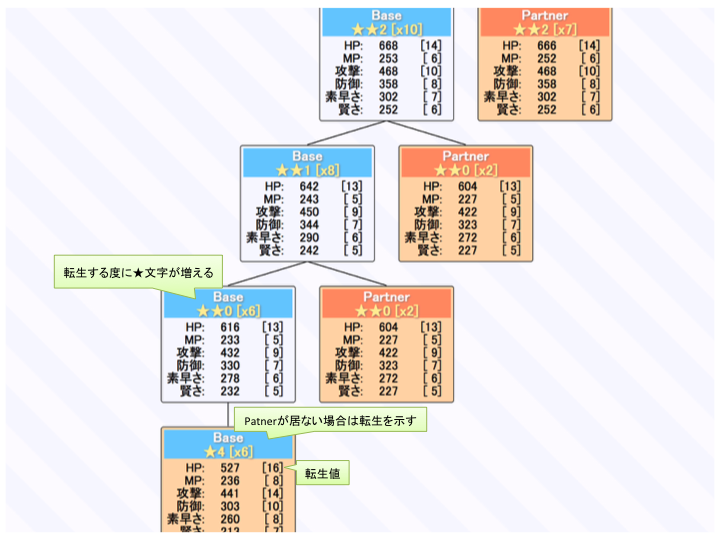 Base
★★2 [x10]
HP: 668 [14]
MP: 253 [ 6]
攻撃: 468 [10]
防御: 358 [ 8]
素早さ: 302 [ 7]
賢さ: 252 [ 6]
Partner
★★2 [x7]
HP: 666 [14]
MP: 252 [ 6]
攻撃: 468 [10]
防御: 358 [ 8]
素早さ: 302 [ 7]
賢さ: 252 [ 6]
Base
★★1 [x8]
HP: 642 [13]
MP: 243 [ 5]
攻撃: 450 [ 9]
防御: 344 [ 7]
素早さ: 290 [ 6]
賢さ: 242 [ 5]
Partner
★★0 [x2]
HP: 604 [13]
MP: 227 [ 5]
攻撃: 422 [ 9]
防御: 323 [ 7]
素早さ: 272 [ 6]
賢さ: 227 [ 5]
転生する度に★文字が増える
Base
★★0 [x6]
HP: 616 [13]
MP: 233 [ 5]
攻撃: 432 [ 9]
防御: 330 [ 7]
素早さ: 278 [ 6]
賢さ: 232 [ 5]
Partner
★★0 [x2]
HP: 604 [13]
MP: 227 [ 5]
攻撃: 422 [ 9]
防御: 323 [ 7]
素早さ: 272 [ 6]
賢さ: 227 [ 5]
Patnerが居ない場合は転生を示す
Base
★4 [x6]
HP: 527 [16]
MP: 236 [ 8]
攻撃: 441 [14]
防御: 303 [10]
素早さ: 260 [ 8]
転生値